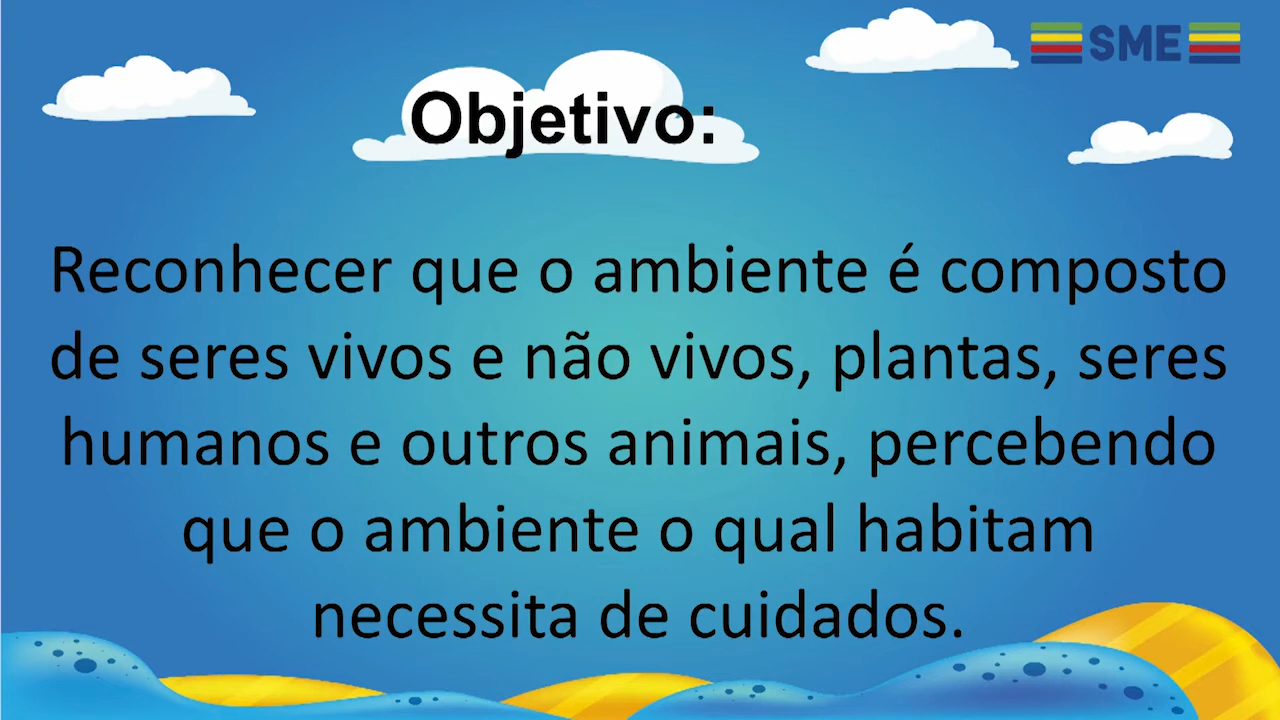 SME
Objetivo:
Reconhecer que o ambiente é composto
de seres vivos e não vivos, plantas, seres
humanos e outros animais, percebendo
que o ambiente o qual habitam
necessita de cuidados.